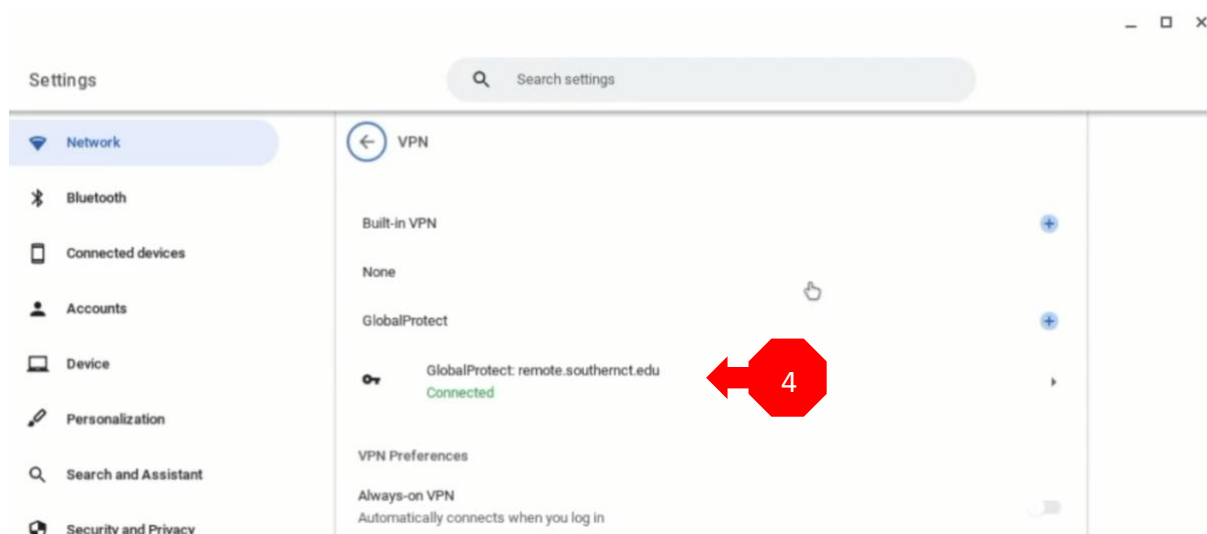 Settings
Search settings
Network
Bluetooth
Connected devices
Accounts
Device
Personalization
Search and Assistant
Security and Privacy
VPN
Built-in VPN
None
GlobalProtect
GlobalProtect: remote.southernct.edu
Connected
4
VPN Preferences
Always-on VPN
Automatically connects when you log in